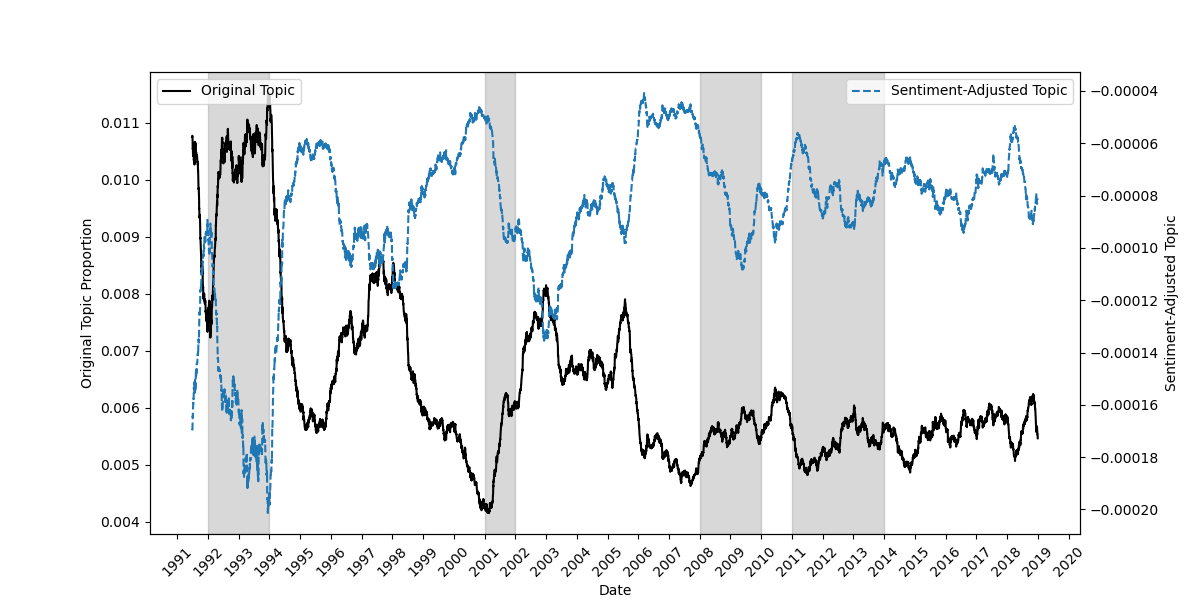 Original Topic
Sentiment-Adjusted Topic
0.011
0.010
0.009
0.008
0.007
0.006
0.005
0.004
Original Topic Proportion
−0.00004
−0.00006
−0.00008
−0.00010
−0.00012
−0.00014
−0.00016
−0.00018
−0.00020
Sentiment-Adjusted Topic
1991 1992 1993 1994 1995 1996 1997 1998 1999 2000 2001 2002 2003 2004 2005 2006 2007 2008 2009 2010 2011 2012 2013 2014 2015 2016 2017 2018 2019 2020
Date